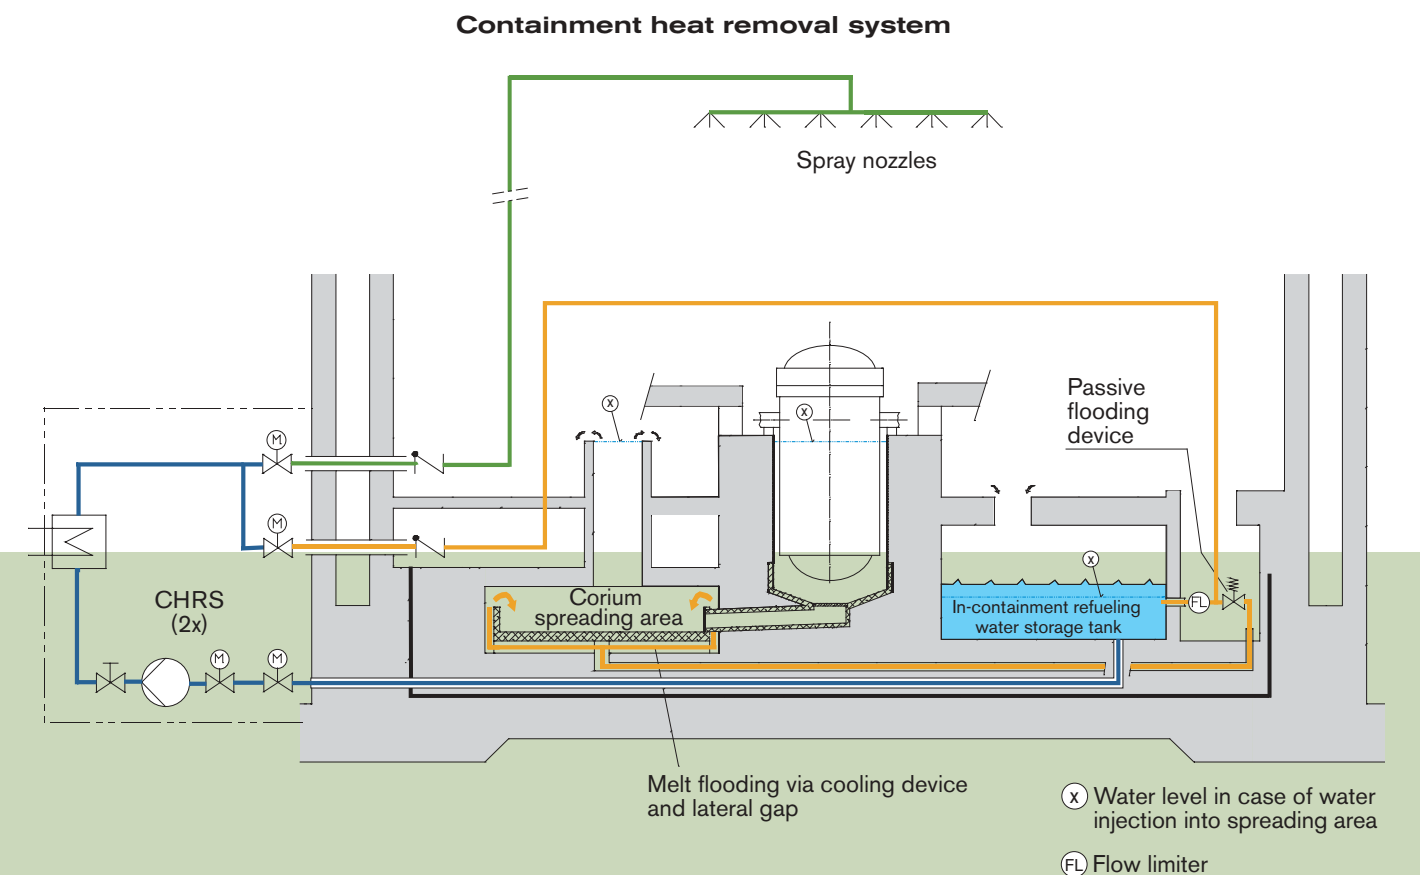 Containment heat removal system
Spray nozzles
Passive
flooding
device
x
x
M
M
x
CHRS
(2x)
Corium
spreading area
In-containment refueling
water storage tank
FL
M
M
Melt flooding via cooling device
and lateral gap
x Water level in case of water
injection into spreading area
FL Flow limiter